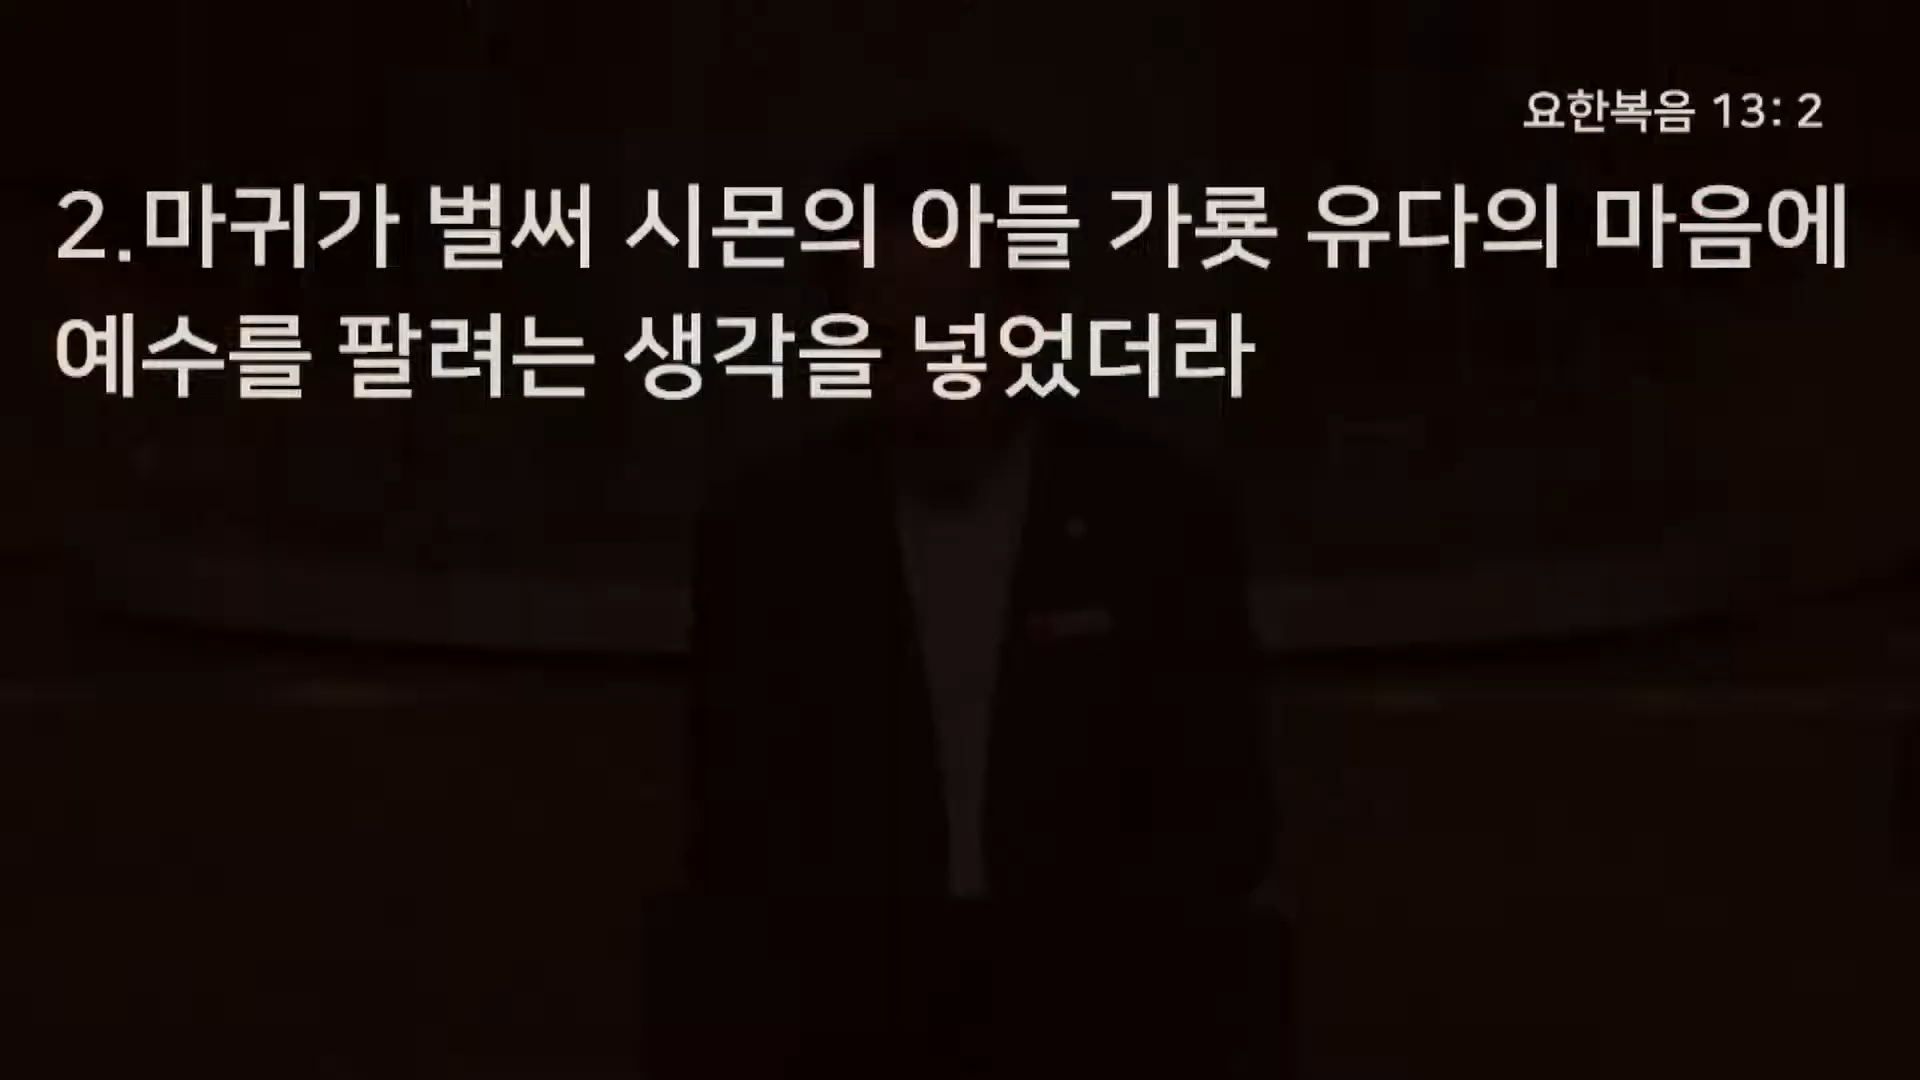 요한복음 13: 2
2.마귀가 벌써 시몬의 아들 가룟 유다의 마음에
예수를 팔려는 생각을 넣었더라